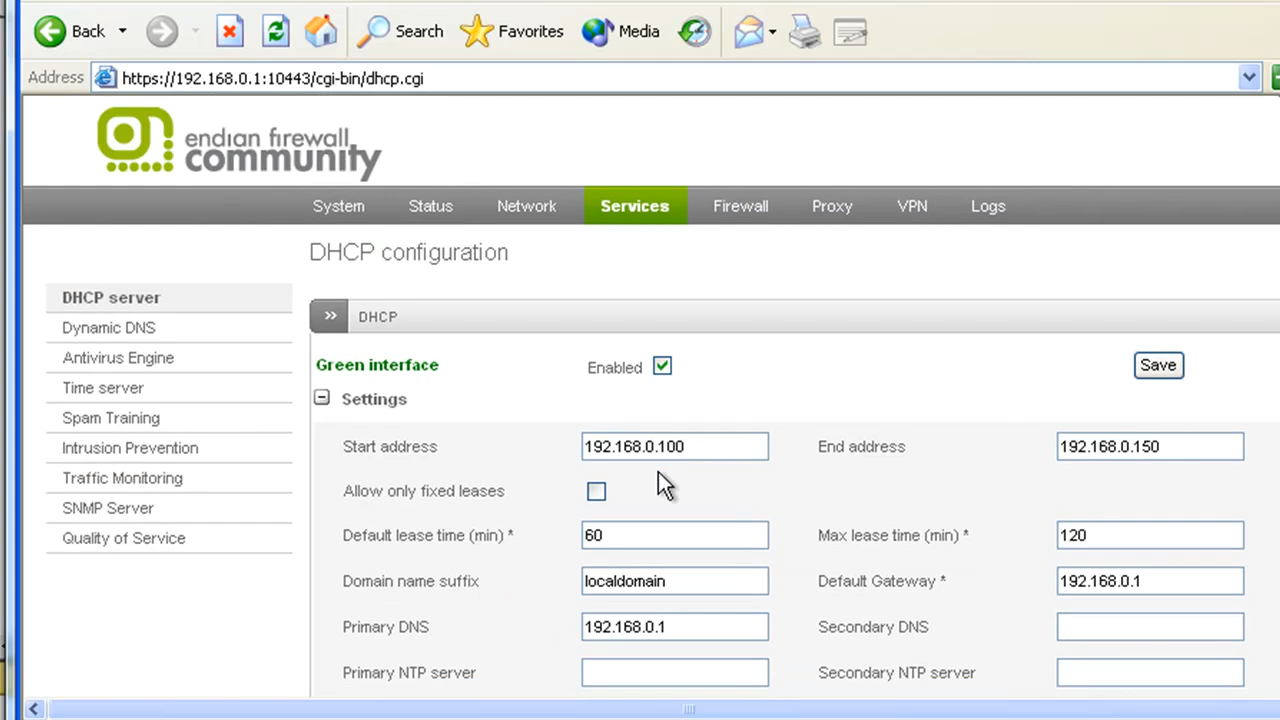 Back Search Favorites Media
Address https://192.168.0.1:10443/cgi-bin/dhcp.cgi
endian firewall
community
System Status Network Services Firewall Proxy VPN Logs
DHCP configuration
DHCP server
Dynamic DNS
Antivirus Engine
Time server
Spam Training
Intrusion Prevention
Traffic Monitoring
SNMP Server
Quality of Service
» DHCP
Green interface Enabled Save
Settings
Start address 192.168.0.100 End address 192.168.0.150
Allow only fixed leases
Default lease time (min) * 60 Max lease time (min) * 120
Domain name suffix localdomain Default Gateway * 192.168.0.1
Primary DNS 192.168.0.1 Secondary DNS
Primary NTP server Secondary NTP server